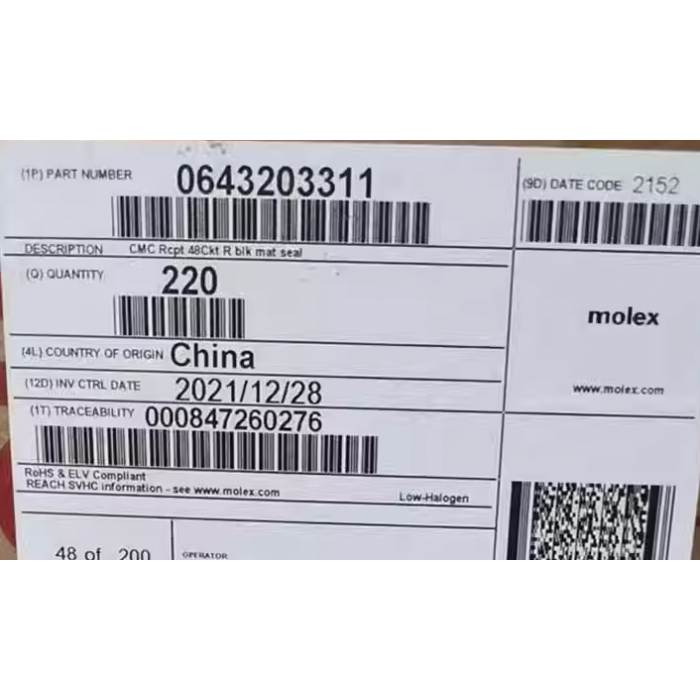 (1P) PART NUMBER 0643203311
(9D) DATE CODE 2152
DESCRIPTION CMC Rcpt 48Ckt R blk mat seal
(Q) QUANTITY 220
molex
(4L) COUNTRY OF ORIGIN China
(12D) INV CTRL DATE 2021/12/28
www.molex.com
(1T) TRACEABILITY 000847260276
RoHS & ELV Compliant
REACH SVHC information - see www.molex.com
Low-Halogen
48 of 200
OPERATOR